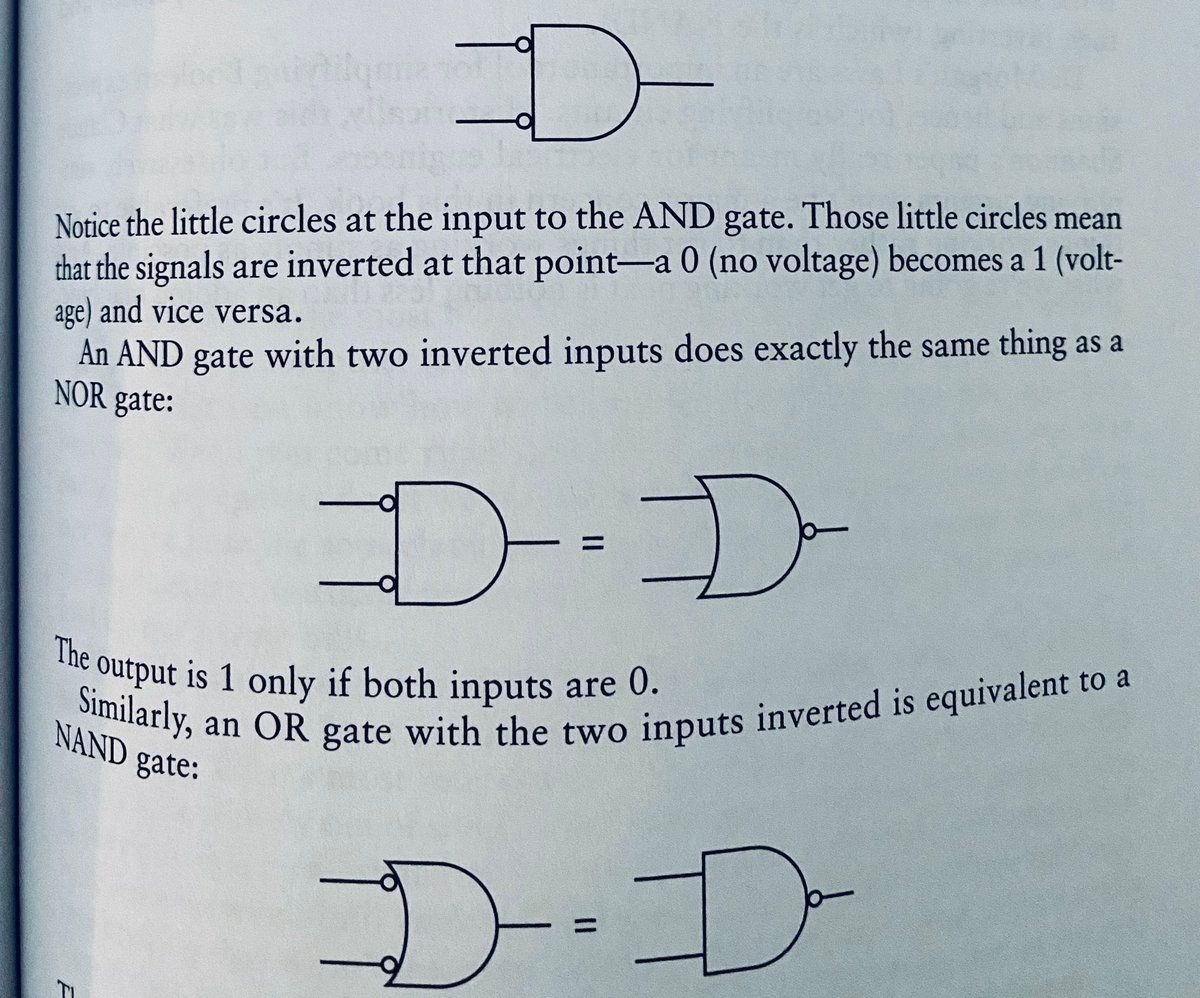 Notice the little circles at the input to the AND gate. Those little circles mean
that the signals are inverted at that point—a 0 (no voltage) becomes a 1 (volt-
age) and vice versa.
An AND gate with two inverted inputs does exactly the same thing as a
NOR gate:
=
The output is 1 only if both inputs are 0.
Similarly, an OR gate with the two inputs inverted is equivalent to a
NAND gate:
=